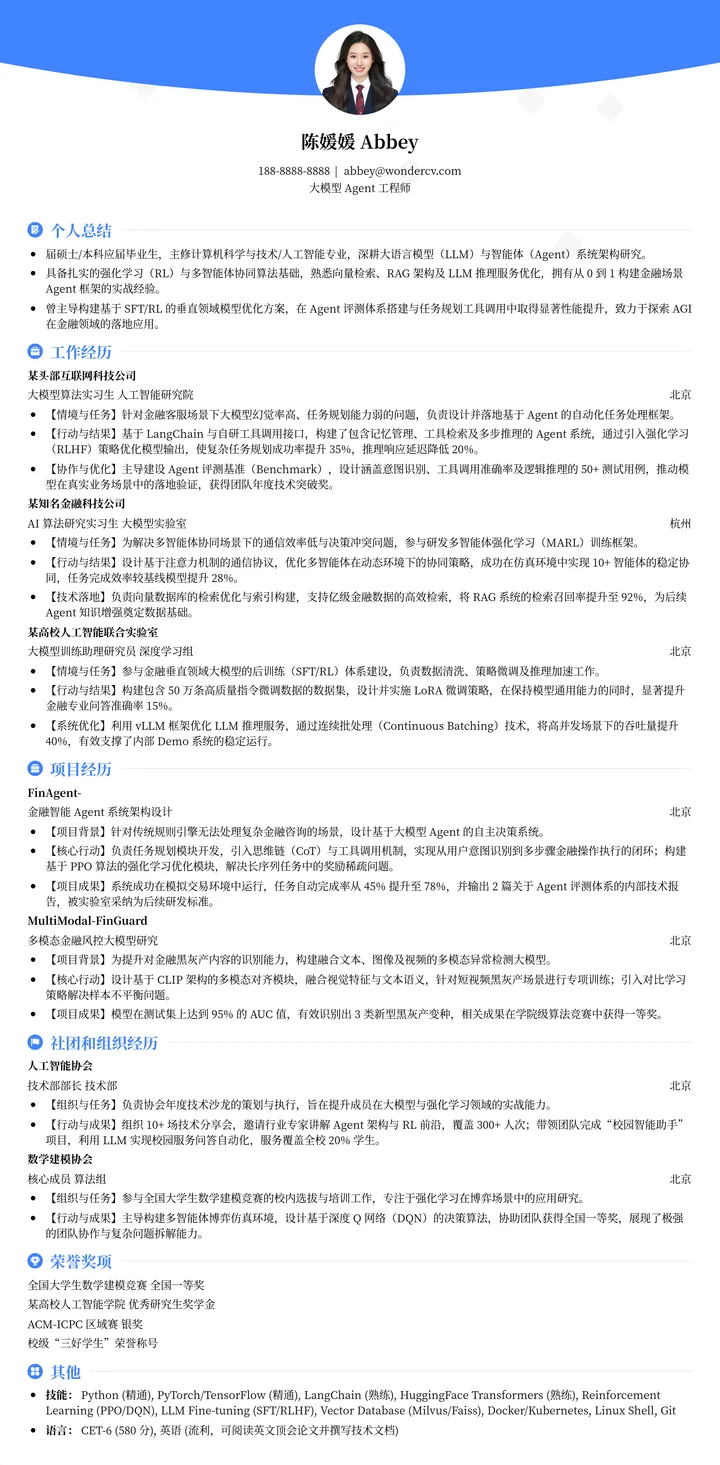 陈媛媛 Abbey
188-8888-8888 | abbey@wondercv.com
大模型 Agent 工程师
个人总结
届硕士/本科应届毕业生，主修计算机科学与技术/人工智能专业，深耕大语言模型（LLM）与智能体（Agent）系统架构研究。
具备扎实的强化学习（RL）与多智能体协同算法基础，熟悉向量检索、RAG 架构及 LLM 推理服务优化，拥有从 0 到 1 构建金融场景
Agent 框架的实战经验。
曾主导构建基于 SFT/RL 的垂直领域模型优化方案，在 Agent 评测体系搭建与任务规划工具调用中取得显著性能提升，致力于探索 AGI
在金融领域的落地应用。
工作经历
某头部互联网科技公司
大模型算法实习生 人工智能研究院 北京
【情境与任务】针对金融客服场景下大模型幻觉率高、任务规划能力弱的问题，负责设计并落地基于 Agent 的自动化任务处理框架。
【行动与结果】基于 LangChain 与自研工具调用接口，构建了包含记忆管理、工具检索及多步推理的 Agent 系统，通过引入强化学习
（RLHF）策略优化模型输出，使复杂任务规划成功率提升 35%，推理响应延迟降低 20%。
【协作与优化】主导建设 Agent 评测基准（Benchmark），设计涵盖意图识别、工具调用准确率及逻辑推理的 50+ 测试用例，推动模
型在真实业务场景中的落地验证，获得团队年度技术突破奖。
某知名金融科技公司
AI 算法研究实习生 大模型实验室 杭州
【情境与任务】为解决多智能体协同场景下的通信效率低与决策冲突问题，参与研发多智能体强化学习（MARL）训练框架。
【行动与结果】设计基于注意力机制的通信协议，优化多智能体在动态环境下的协同策略，成功在仿真环境中实现 10+ 智能体的稳定协
同，任务完成效率较基线模型提升 28%。
【技术落地】负责向量数据库的检索优化与索引构建，支持亿级金融数据的高效检索，将 RAG 系统的检索召回率提升至 92%，为后续
Agent 知识增强奠定数据基础。
某高校人工智能联合实验室
大模型训练助理研究员 深度学习组 北京
【情境与任务】参与金融垂直领域大模型的后训练（SFT/RL）体系建设，负责数据清洗、策略微调及推理加速工作。
【行动与结果】构建包含 50 万条高质量指令微调数据的数据集，设计并实施 LoRA 微调策略，在保持模型通用能力的同时，显著提升
金融专业问答准确率 15%。
【系统优化】利用 vLLM 框架优化 LLM 推理服务，通过连续批处理（Continuous Batching）技术，将高并发场景下的吞吐量提升
40%，有效支撑了内部 Demo 系统的稳定运行。
项目经历
FinAgent-
金融智能 Agent 系统架构设计 北京
【项目背景】针对传统规则引擎无法处理复杂金融咨询的场景，设计基于大模型 Agent 的自主决策系统。
【核心行动】负责任务规划模块开发，引入思维链（CoT）与工具调用机制，实现从用户意图识别到多步骤金融操作执行的闭环；构建
基于 PPO 算法的强化学习优化模块，解决长序列任务中的奖励稀疏问题。
【项目成果】系统成功在模拟交易环境中运行，任务自动完成率从 45% 提升至 78%，并输出 2 篇关于 Agent 评测体系的内部技术报
告，被实验室采纳为后续研发标准。
MultiModal-FinGuard
多模态金融风控大模型研究 北京
【项目背景】为提升对金融黑灰产内容的识别能力，构建融合文本、图像及视频的多模态异常检测大模型。
【核心行动】设计基于 CLIP 架构的多模态对齐模块，融合视觉特征与文本语义，针对短视频黑灰产场景进行专项训练；引入对比学习
策略解决样本不平衡问题。
【项目成果】模型在测试集上达到 95% 的 AUC 值，有效识别出 3 类新型黑灰产变种，相关成果在学院级算法竞赛中获得一等奖。
社团和组织经历
人工智能协会
技术部部长 技术部 北京
【组织与任务】负责协会年度技术沙龙的策划与执行，旨在提升成员在大模型与强化学习领域的实战能力。
【行动与成果】组织 10+ 场技术分享会，邀请行业专家讲解 Agent 架构与 RL 前沿，覆盖 300+ 人次；带领团队完成“校园智能助手”
项目，利用 LLM 实现校园服务问答自动化，服务覆盖全校 20% 学生。
数学建模协会
核心成员 算法组 北京
【组织与任务】参与全国大学生数学建模竞赛的校内选拔与培训工作，专注于强化学习在博弈场景中的应用研究。
【行动与成果】主导构建多智能体博弈仿真环境，设计基于深度 Q 网络（DQN）的决策算法，协助团队获得全国一等奖，展现了极强
的团队协作与复杂问题拆解能力。
荣誉奖项
全国大学生数学建模竞赛 全国一等奖
某高校人工智能学院 优秀研究生奖学金
ACM-ICPC 区域赛 银奖
校级“三好学生”荣誉称号
其他
技能： Python (精通), PyTorch/TensorFlow (精通), LangChain (熟练), HuggingFace Transformers (熟练), Reinforcement
Learning (PPO/DQN), LLM Fine-tuning (SFT/RLHF), Vector Database (Milvus/Faiss), Docker/Kubernetes, Linux Shell, Git
语言： CET-6 (580 分), 英语 (流利，可阅读英文顶会论文并撰写技术文档)